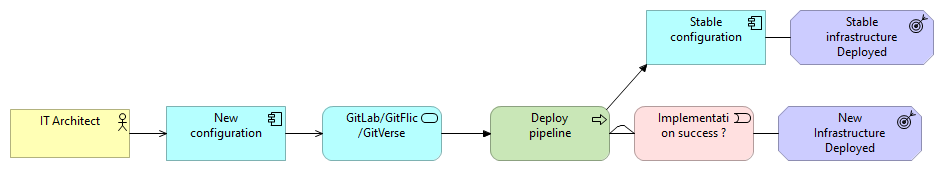 Stable
configuration
Stable
infrastructure
Deployed
IT Architect
New
configuration
GitLab/GitFlic
/GitVerse
Deploy
pipeline
Implementati
on success ?
New
Infrastructure
Deployed